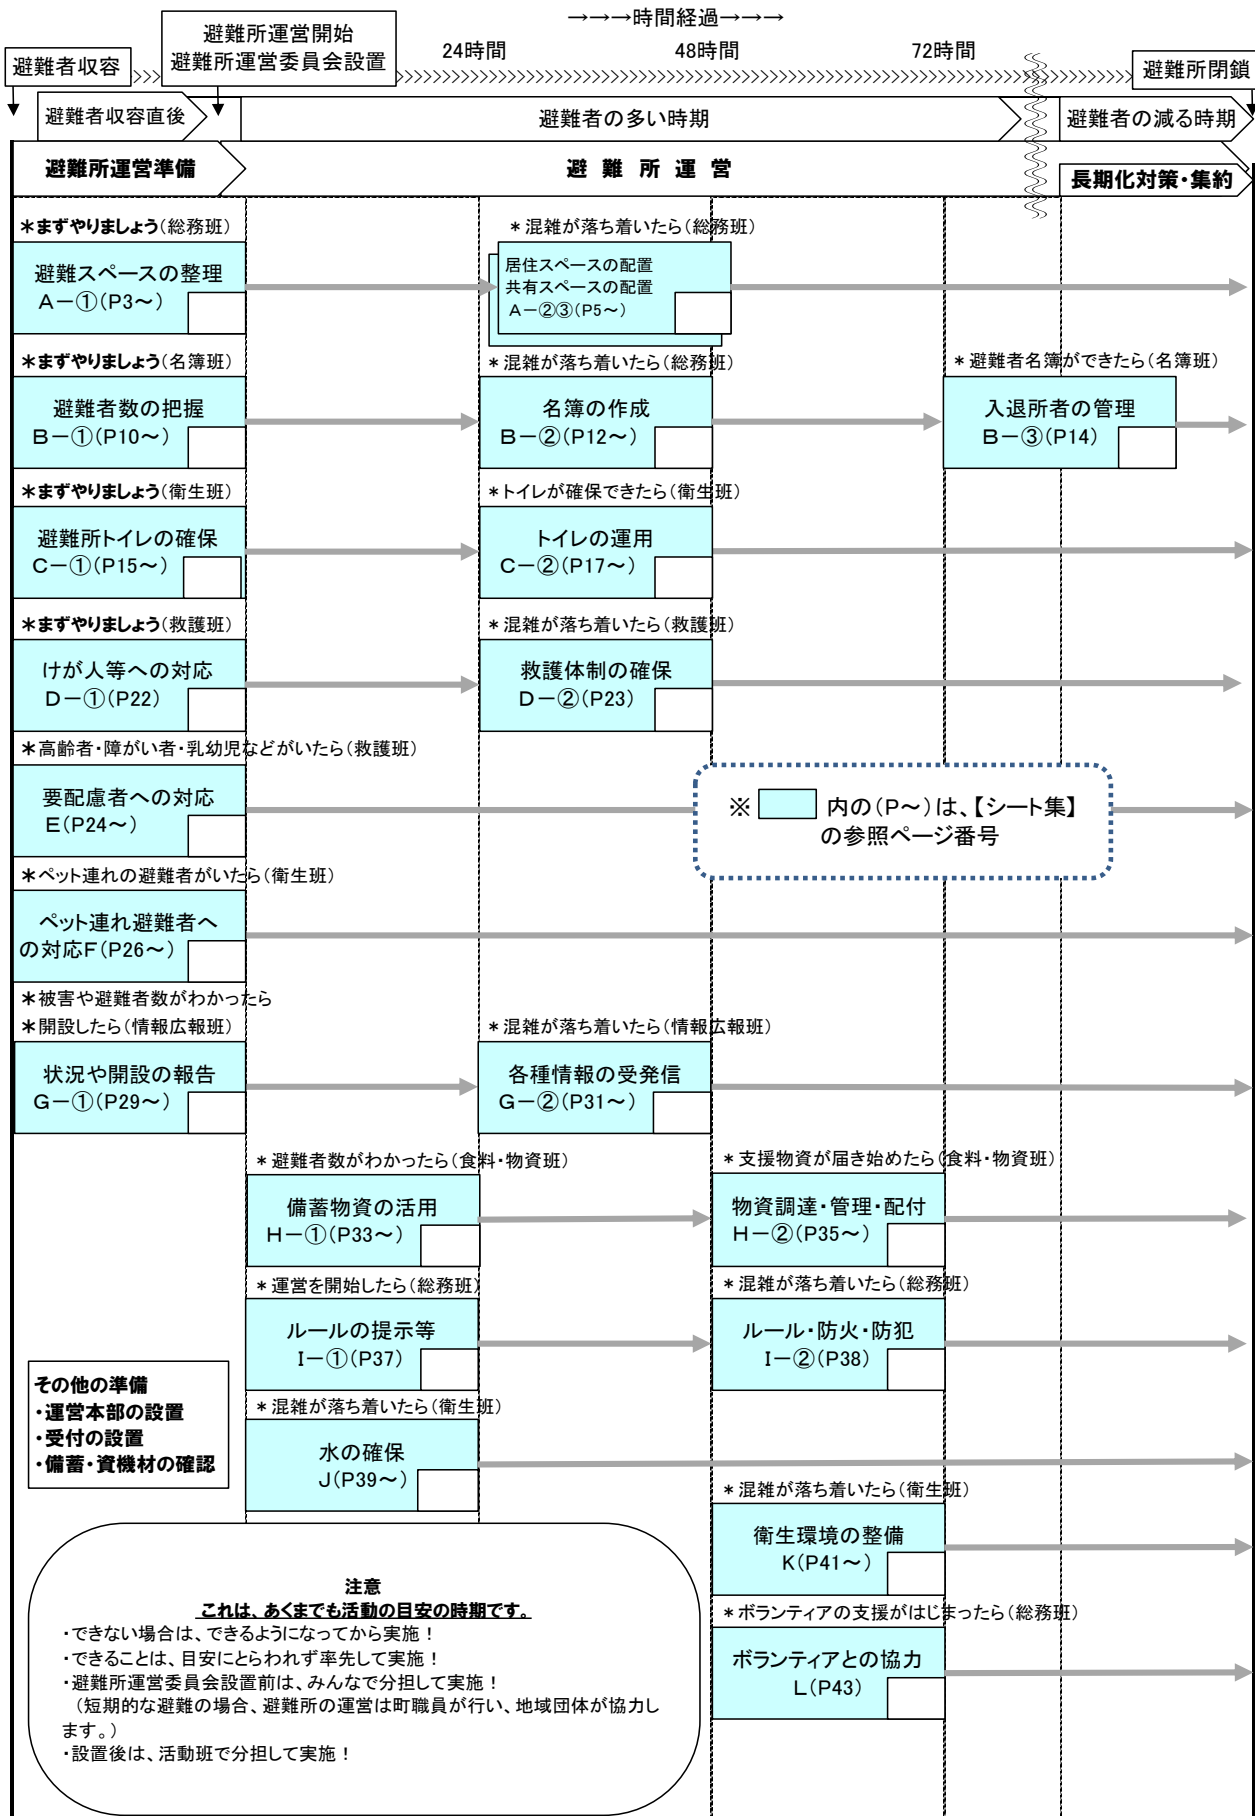 →→→時間経過→→→
避難所運営開始
避難所運営委員会設置
24時間
48時間
72時間
避難者収容
避難所閉鎖
避難者収容直後
避難者の多い時期
避難者の減る時期
避難所運営準備
避難所運営
長期化対策・集約
＊まずやりましょう(総務班)
＊混雑が落ち着いたら(総務班)
避難スペースの整理
A－①(P3～)
居住スペースの配置
共有スペースの配置
A－②③(P5～)
＊まずやりましょう(名簿班)
＊混雑が落ち着いたら(総務班)
＊避難者名簿ができたら(名簿班)
避難者数の把握
B－①(P10～)
名簿の作成
B－②(P12～)
入退所者の管理
B－③(P14)
＊まずやりましょう(衛生班)
＊トイレが確保できたら(衛生班)
避難所トイレの確保
C－①(P15～)
トイレの運用
C－②(P17～)
＊まずやりましょう(救護班)
＊混雑が落ち着いたら(救護班)
けが人等への対応
D－①(P22)
救護体制の確保
D－②(P23)
＊高齢者・障がい者・乳幼児などがいたら(救護班)
要配慮者への対応
E(P24～)
※　　内の(P～)は、【シート集】
の参照ページ番号
＊ペット連れの避難者がいたら(衛生班)
ペット連れ避難者へ
の対応F(P26～)
＊被害や避難者数がわかったら
＊開設したら(情報広報班)
＊混雑が落ち着いたら(情報広報班)
状況や開設の報告
G－①(P29～)
各種情報の受発信
G－②(P31～)
＊避難者数がわかったら(食料・物資班)
＊支援物資が届き始めたら(食料・物資班)
備蓄物資の活用
H－①(P33～)
物資調達・管理・配付
H－②(P35～)
＊運営を開始したら(総務班)
＊混雑が落ち着いたら(総務班)
ルールの提示等
I－①(P37)
ルール・防火・防犯
I－②(P38)
その他の準備
・運営本部の設置
・受付の設置
・備蓄・資機材の確認
＊混雑が落ち着いたら(衛生班)
水の確保
J(P39～)
＊混雑が落ち着いたら(衛生班)
衛生環境の整備
K(P41～)
＊ボランティアの支援がはじまったら(総務班)
ボランティアとの協力
L(P43)
注意
これは、あくまでも活動の目安の時期です。
・できない場合は、できるようになってから実施！
・できることは、目安にとらわれず率先して実施！
・避難所運営委員会設置前は、みんなで分担して実施！
（短期的な避難の場合、避難所の運営は町職員が行い、地域団体が協力し
ます。）
・設置後は、活動班で分担して実施！